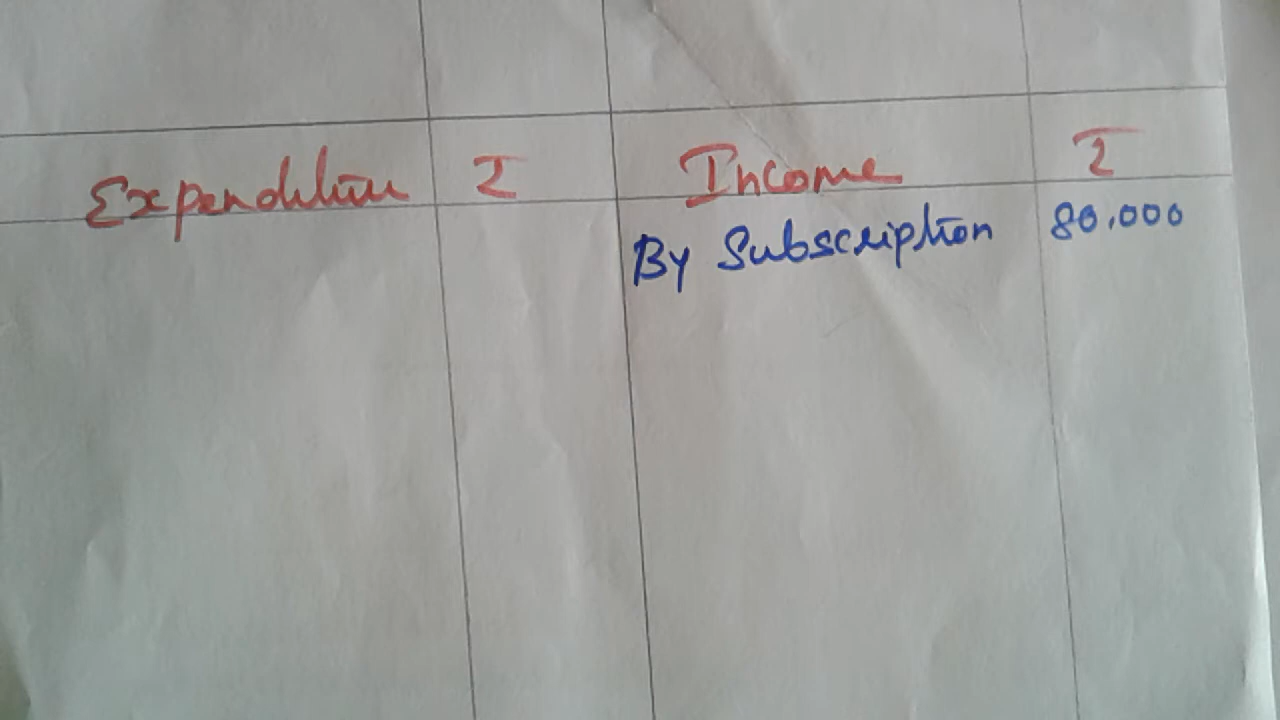 Expenditure ₹ Income ₹
By Subscription 80,000